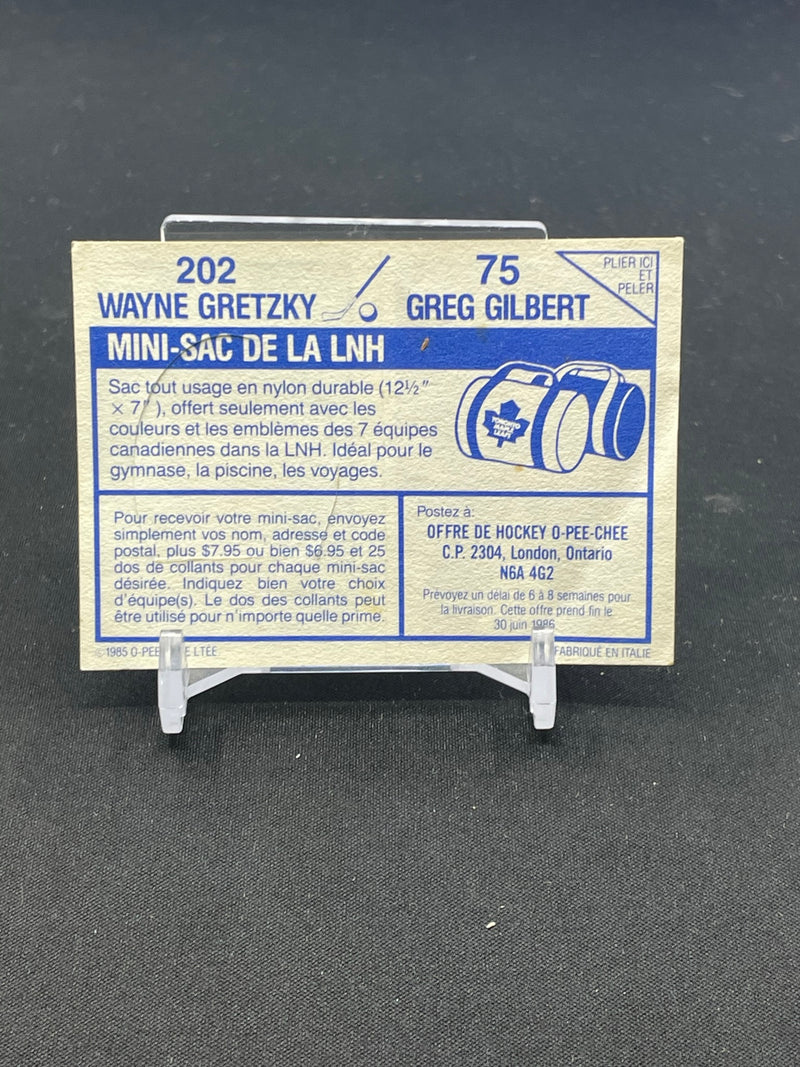 202
WAYNE GRETZKY
75
GREG GILBERT
PLIER ICI
ET
PELER
MINI-SAC DE LA LNH
Sac tout usage en nylon durable (12½"
× 7"), offert seulement avec les
couleurs et les emblèmes des 7 équipes
canadiennes dans la LNH. Idéal pour le
gymnase, la piscine, les voyages.
TORONTO
MAPLE
LEAFS
Pour recevoir votre mini-sac, envoyez
simplement vos nom, adresse et code
postal, plus $7.95 ou bien $6.95 et 25
dos de collants pour chaque mini-sac
désirée. Indiquez bien votre choix
d'équipe(s). Le dos des collants peut
être utilisé pour n'importe quelle prime.
Postez à:
OFFRE DE HOCKEY O-PEE-CHEE
C.P. 2304, London, Ontario
N6A 4G2
Prévoyez un délai de 6 à 8 semaines pour
la livraison. Cette offre prend fin le
30 juin 1986
© 1985 O-PEE LTÉE
FABRIQUÉ EN ITALIE